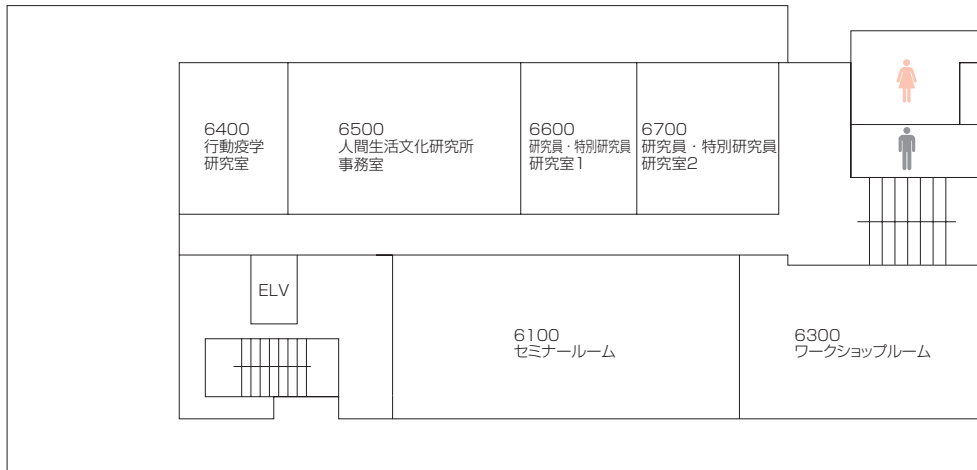 6400
行動疫学
研究室
6500
人間生活文化研究所
事務室
6600
研究員・特別研究員
研究室1
6700
研究員・特別研究員
研究室2
ELV
6100
セミナールーム
6300
ワークショップルーム